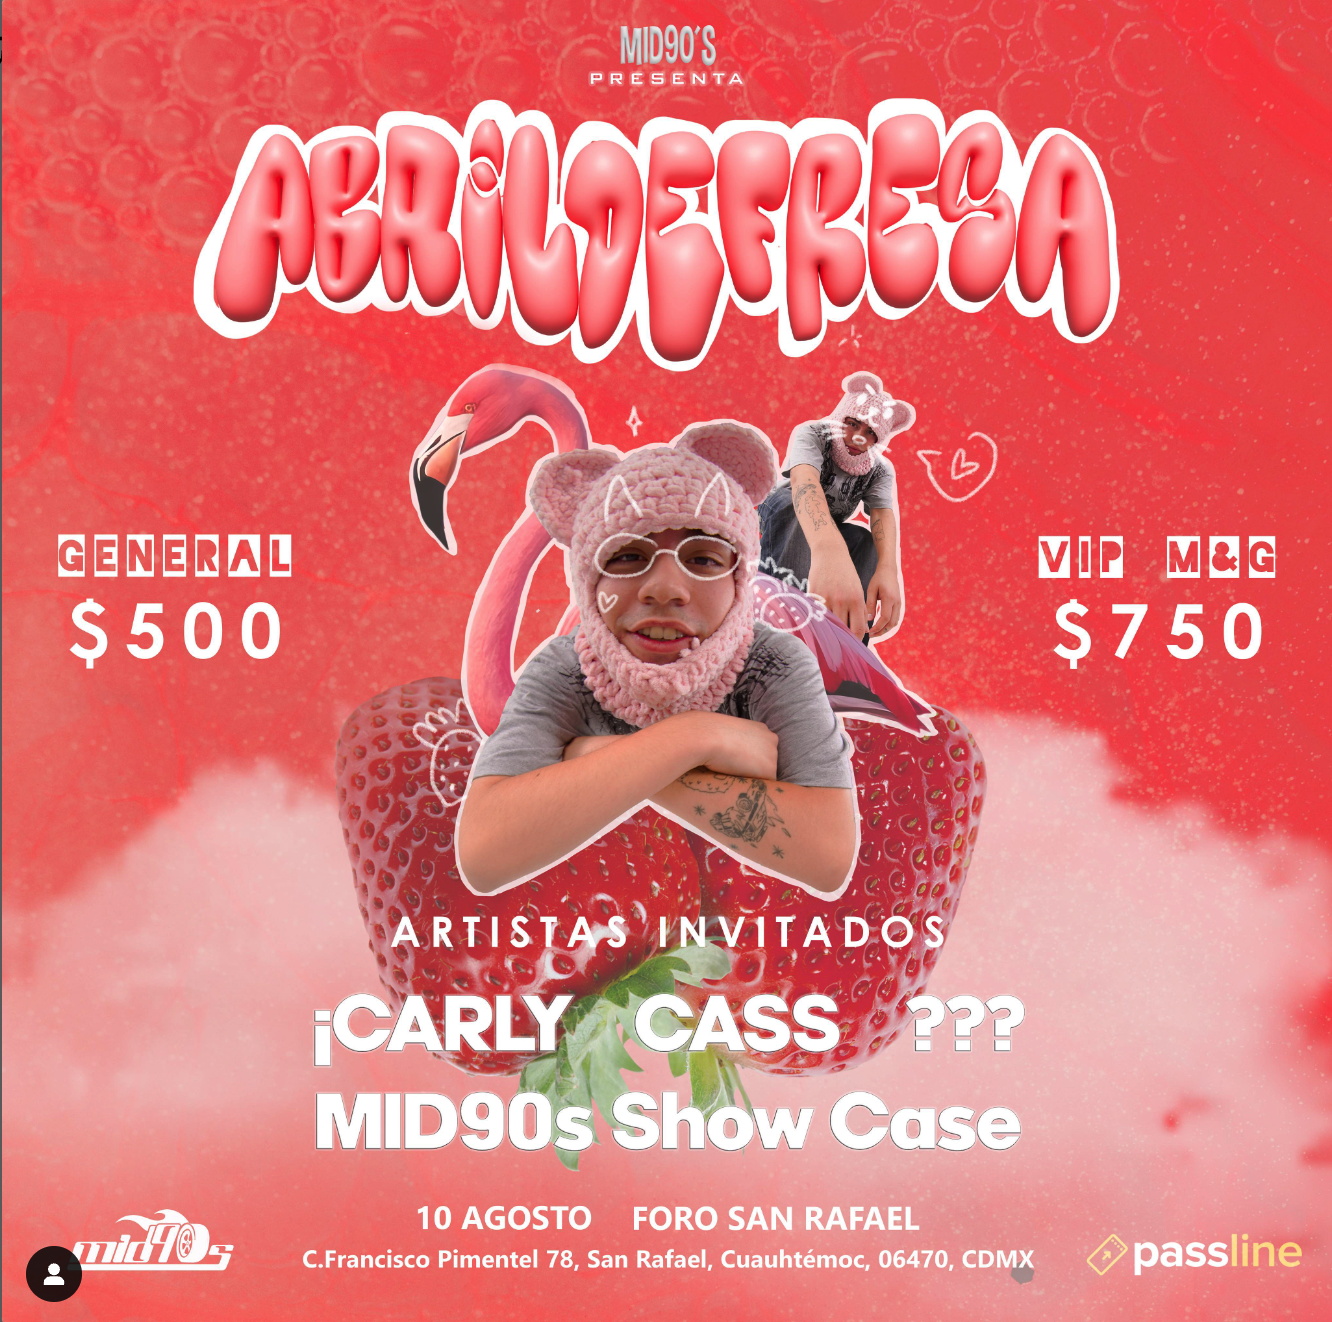 MID90'S
PRESENTA
ABRILDEFRESA
GENERAL
$500
VIP M&G
$750
ARTISTAS INVITADOS
¡CARLY CASS ???
MID90s Show Case
10 AGOSTO FORO SAN RAFAEL
C.Francisco Pimentel 78, San Rafael, Cuauhtémoc, 06470, CDMX
mid90s
passline